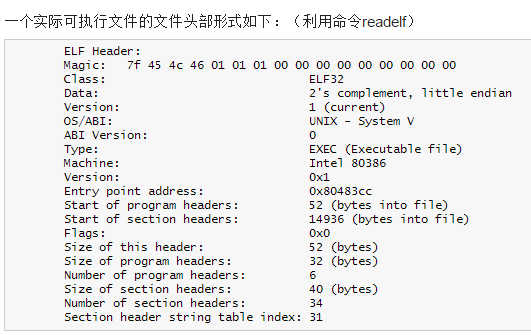 一个实际可执行文件的文件头部形式如下：（利用命令readelf）
ELF Header:
Magic: 7f 45 4c 46 01 01 01 00 00 00 00 00 00 00 00 00
Class: ELF32
Data: 2's complement, little endian
Version: 1 (current)
OS/ABI: UNIX - System V
ABI Version: 0
Type: EXEC (Executable file)
Machine: Intel 80386
Version: 0x1
Entry point address: 0x80483cc
Start of program headers: 52 (bytes into file)
Start of section headers: 14936 (bytes into file)
Flags: 0x0
Size of this header: 52 (bytes)
Size of program headers: 32 (bytes)
Number of program headers: 6
Size of section headers: 40 (bytes)
Number of section headers: 34
Section header string table index: 31